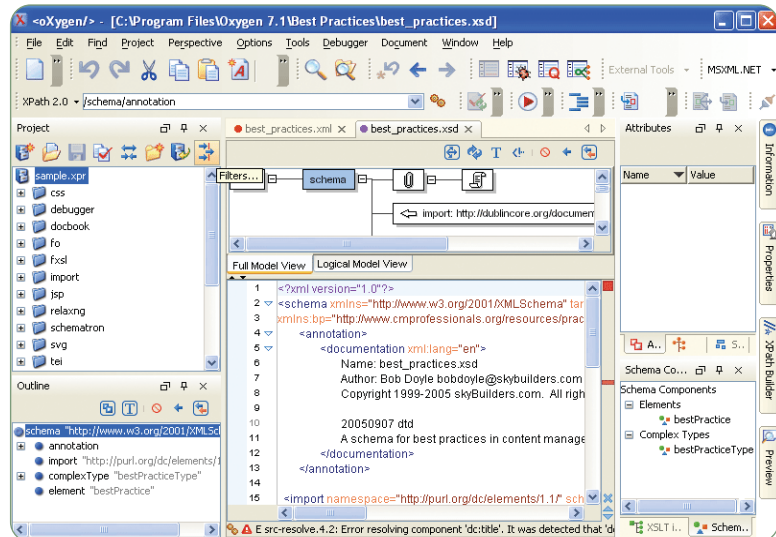 <oXygen/> - [C:\Program Files\Oxygen 7.1\Best Practices\best_practices.xsd]
File Edit Find Project Perspective Options Tools Debugger Document Window Help
External Tools MSXML.NET
XPath 2.0 /schema/annotation
Project
sample.xpr
Filters...
css
debugger
docbook
fo
fxsl
import
jsp
relaxng
schematron
svg
tei
Outline
schema "http://www.w3.org/2001/XMLSc
annotation
import "http://purl.org/dc/elements/1
complexType "bestPracticeType"
element "bestPractice"
best_practices.xml best_practices.xsd
schema
import: http://dublincore.org/documen
Full Model View Logical Model View
1 <?xml version="1.0"?>
2 <schema xmlns="http://www.w3.org/2001/XMLSchema" tar
3 xmlns:bp="http://www.cmprofessionals.org/resources/prac
4 <annotation>
5 <documentation xml:lang="en">
6 Name: best_practices.xsd
7 Author: Bob Doyle bobdoyle@skybuilders.com
8 Copyright 1999-2005 skyBuilders.com. All righ
9
10 20050907 dtd
11 A schema for best practices in content manage
12 </documentation>
13 </annotation>
14
15 <import namespace="http://purl.org/dc/elements/1.1/" sch
E src-resolve.4.2: Error resolving component 'dc:title'. It was detected that 'd
Attributes
Name Value
A.. S..
Schema Co...
Schema Components
Elements
bestPractice
Complex Types
bestPracticeType
XSLT i.. Schem..
Information
Properties
XPath Builder
Preview